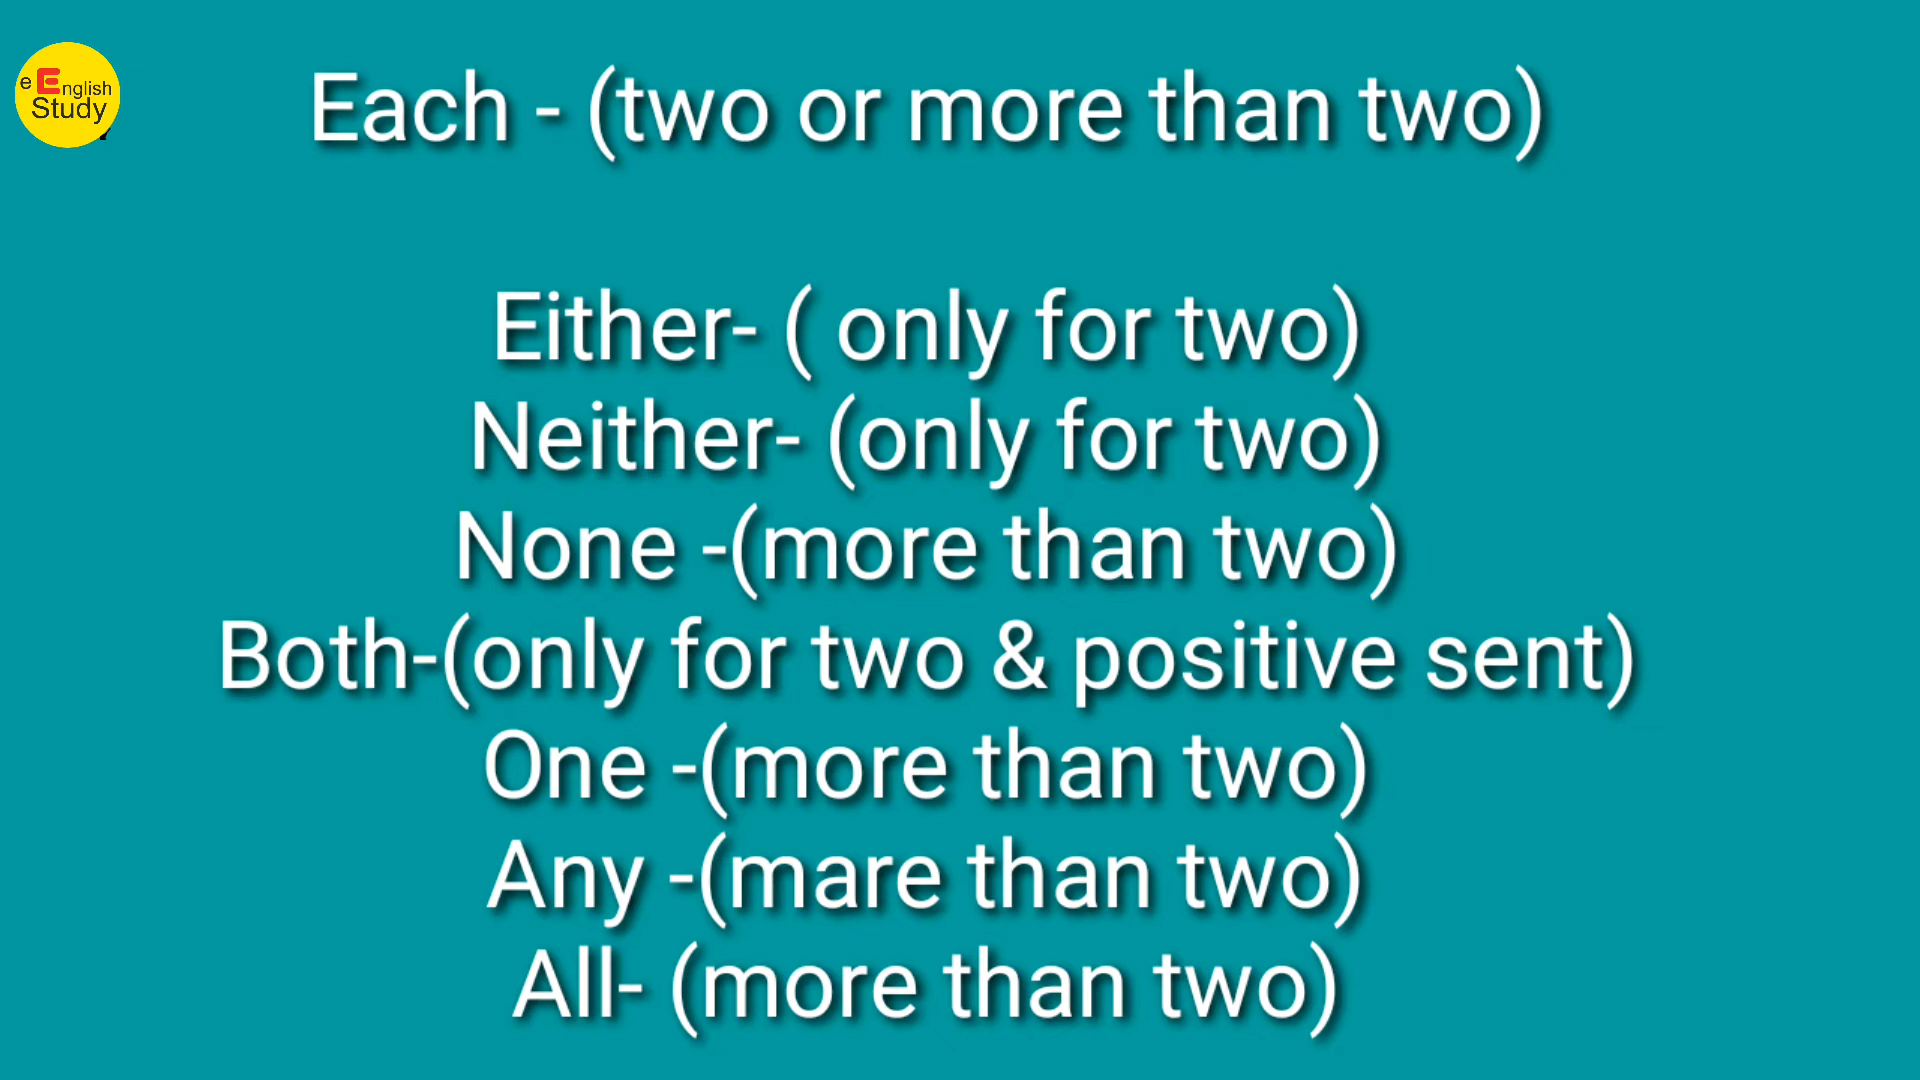 e English
Study
Each - (two or more than two)
Either- ( only for two)
Neither- (only for two)
None -(more than two)
Both-(only for two & positive sent)
One -(more than two)
Any -(mare than two)
All- (more than two)